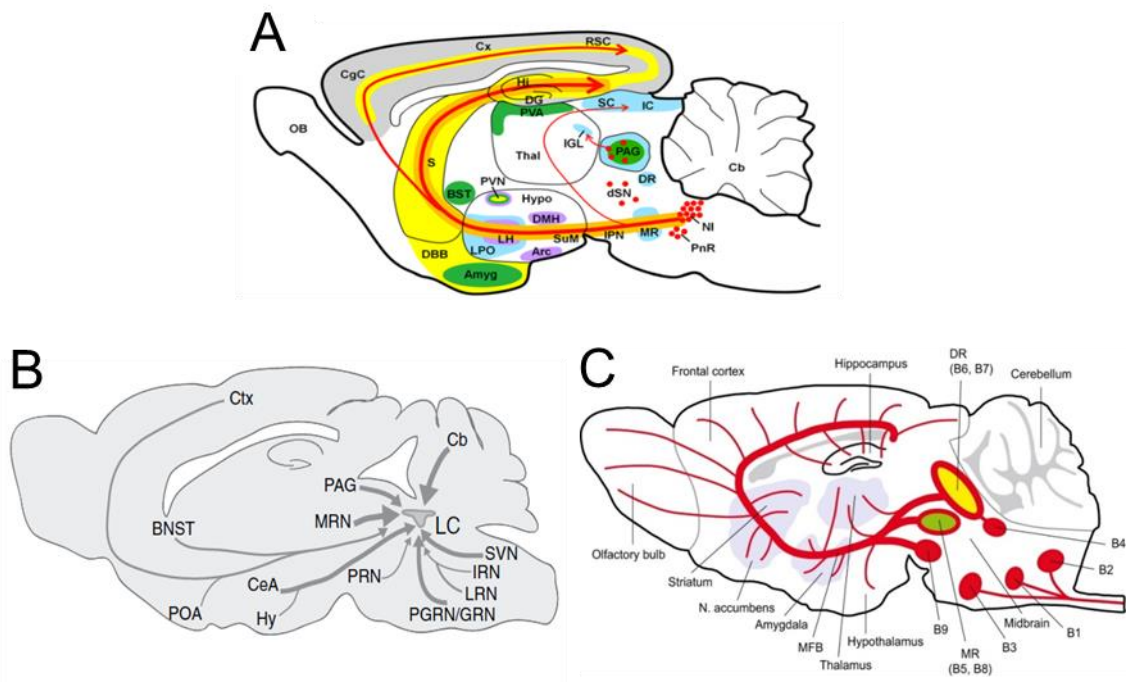 A
Cx
RSC
CgC
Hi
DG
PVA
SC
IC
OB
IGL
PAG
Thal
S
DR
Cb
BST
PVN
Hypo
dSN
DMH
NI
LH
SuM
IPN
MR
LPO
PnR
DBB
Arc
Amyg
B
Ctx
Cb
PAG
MRN
LC
BNST
SVN
PRN
IRN
CeA
LRN
POA
Hy
PGRN/GRN
C
Hippocampus
DR
(B6, B7)
Frontal cortex
Cerebellum
Olfactory bulb
B4
B2
Striatum
N. accumbens
Amygdala
MFB
Thalamus
Hypothalamus
B9
MR
(B5, B8)
B3
Midbrain
B1